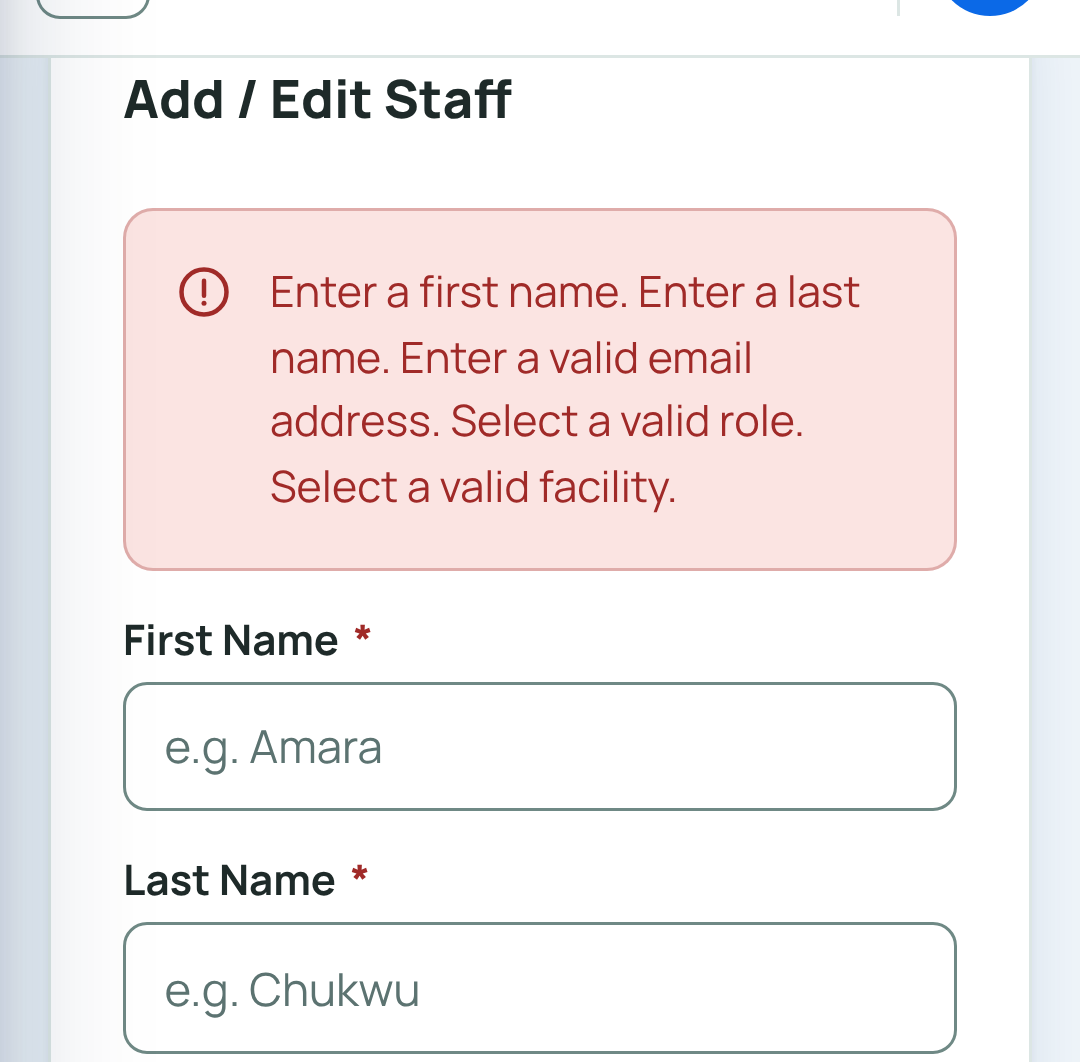 Add / Edit Staff
Enter a first name. Enter a last
name. Enter a valid email
address. Select a valid role.
Select a valid facility.
First Name *
e.g. Amara
Last Name *
e.g. Chukwu